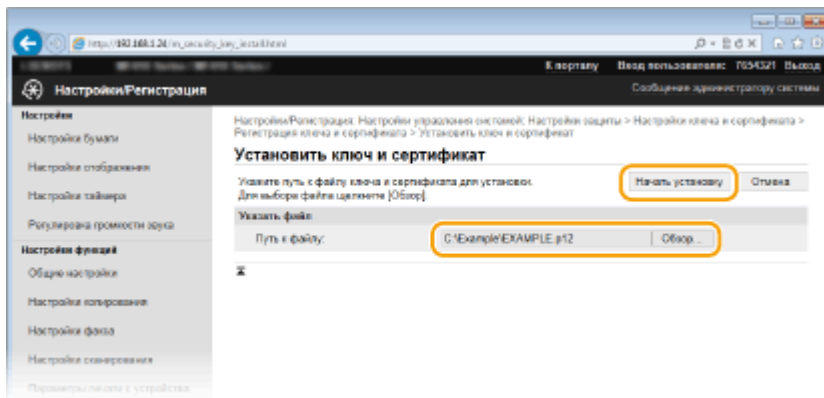 http://192.168.1.24/m_security_key_install.html
К порталу Вход пользователя: 7654321 Выход
Настройки/Регистрация
Сообщение администратору системы
Настройки
Настройки бумаги
Настройки отображения
Настройки таймера
Регулировка громкости звука
Настройки функций
Общие настройки
Настройки копирования
Настройки факса
Настройки сканирования
Параметры печати с устройства
Настройки/Регистрация: Настройки управления системой: Настройки защиты > Настройки ключа и сертификата >
Регистрация ключа и сертификата > Установить ключ и сертификат
Установить ключ и сертификат
Укажите путь к файлу ключа и сертификата для установки.
Для выбора файла щелкните [Обзор].
Начать установку Отмена
Указать файл
Путь к файлу: C:\Example\EXAMPLE.p12 Обзор...